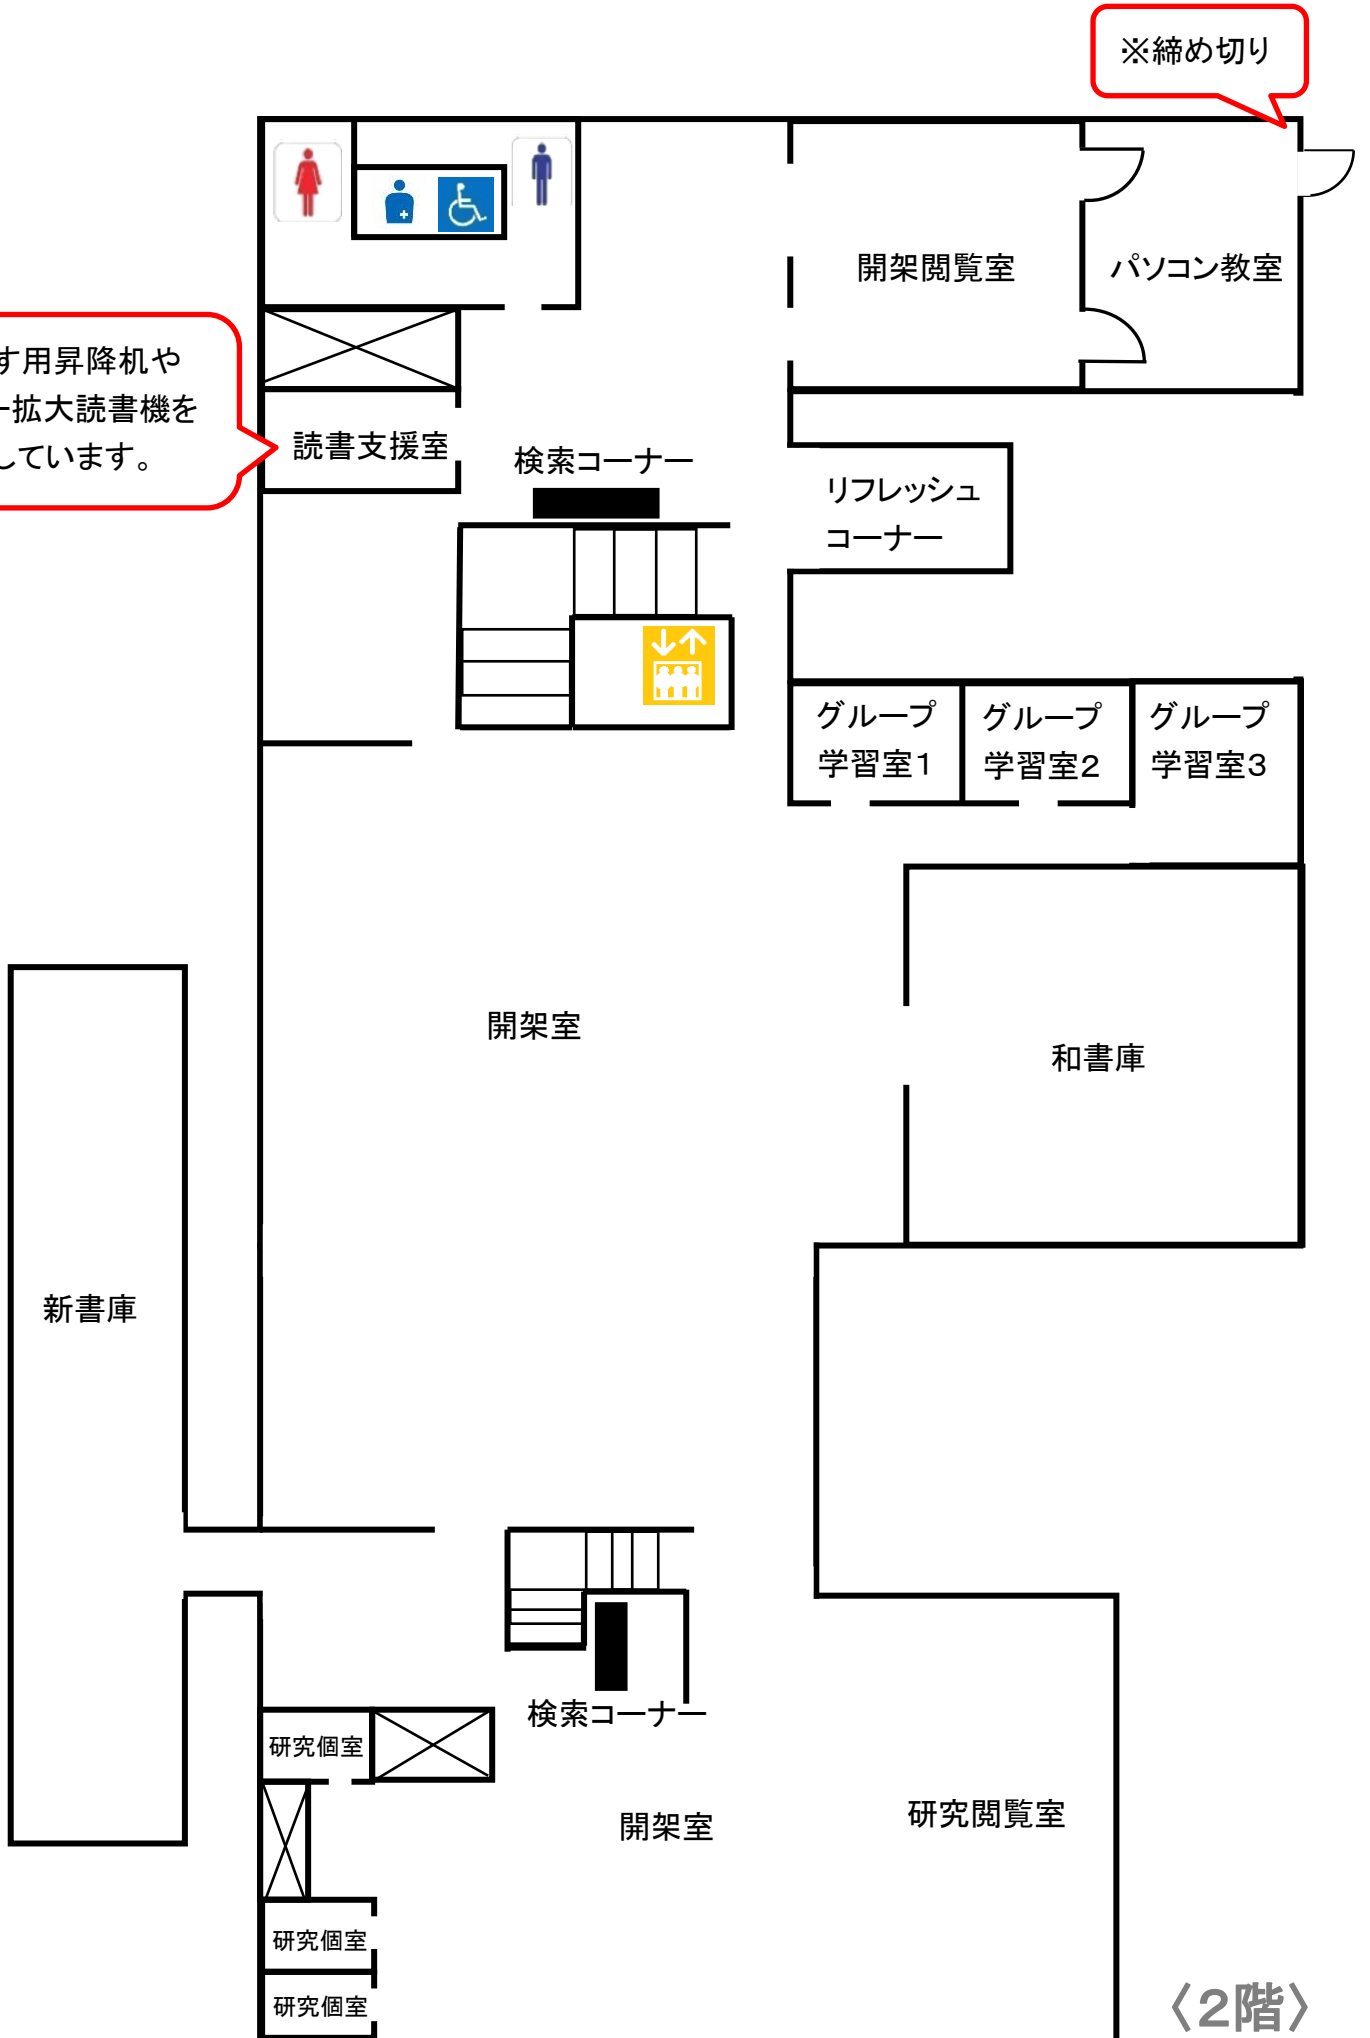 ※締め切り
開架閲覧室
パソコン教室
す用昇降机や
ー拡大読書機を
しています。
読書支援室
検索コーナー
リフレッシュ
コーナー
グループ
学習室1
グループ
学習室2
グループ
学習室3
開架室
和書庫
新書庫
検索コーナー
研究個室
開架室
研究閲覧室
研究個室
研究個室
〈2階〉